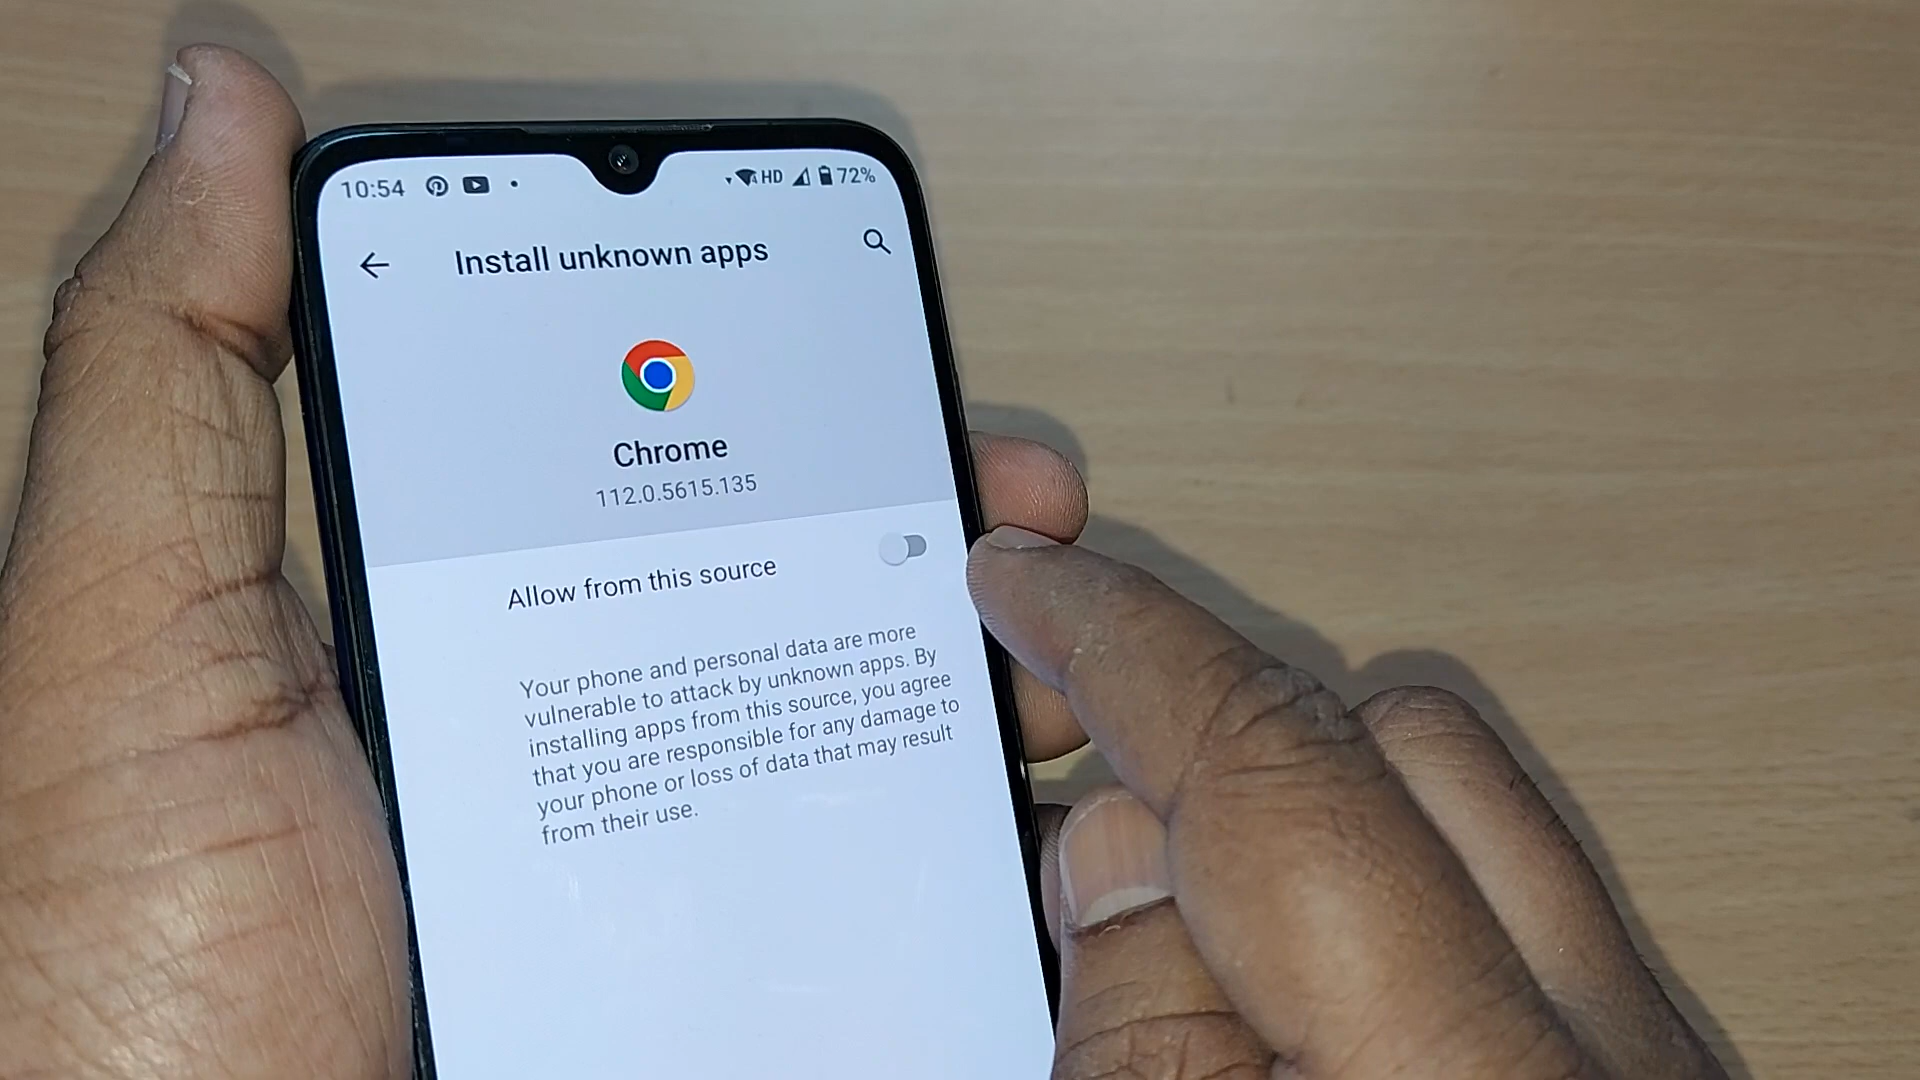 10:54 HD 72%
Install unknown apps
Chrome
112.0.5615.135
Allow from this source
Your phone and personal data are more
vulnerable to attack by unknown apps. By
installing apps from this source, you agree
that you are responsible for any damage to
your phone or loss of data that may result
from their use.